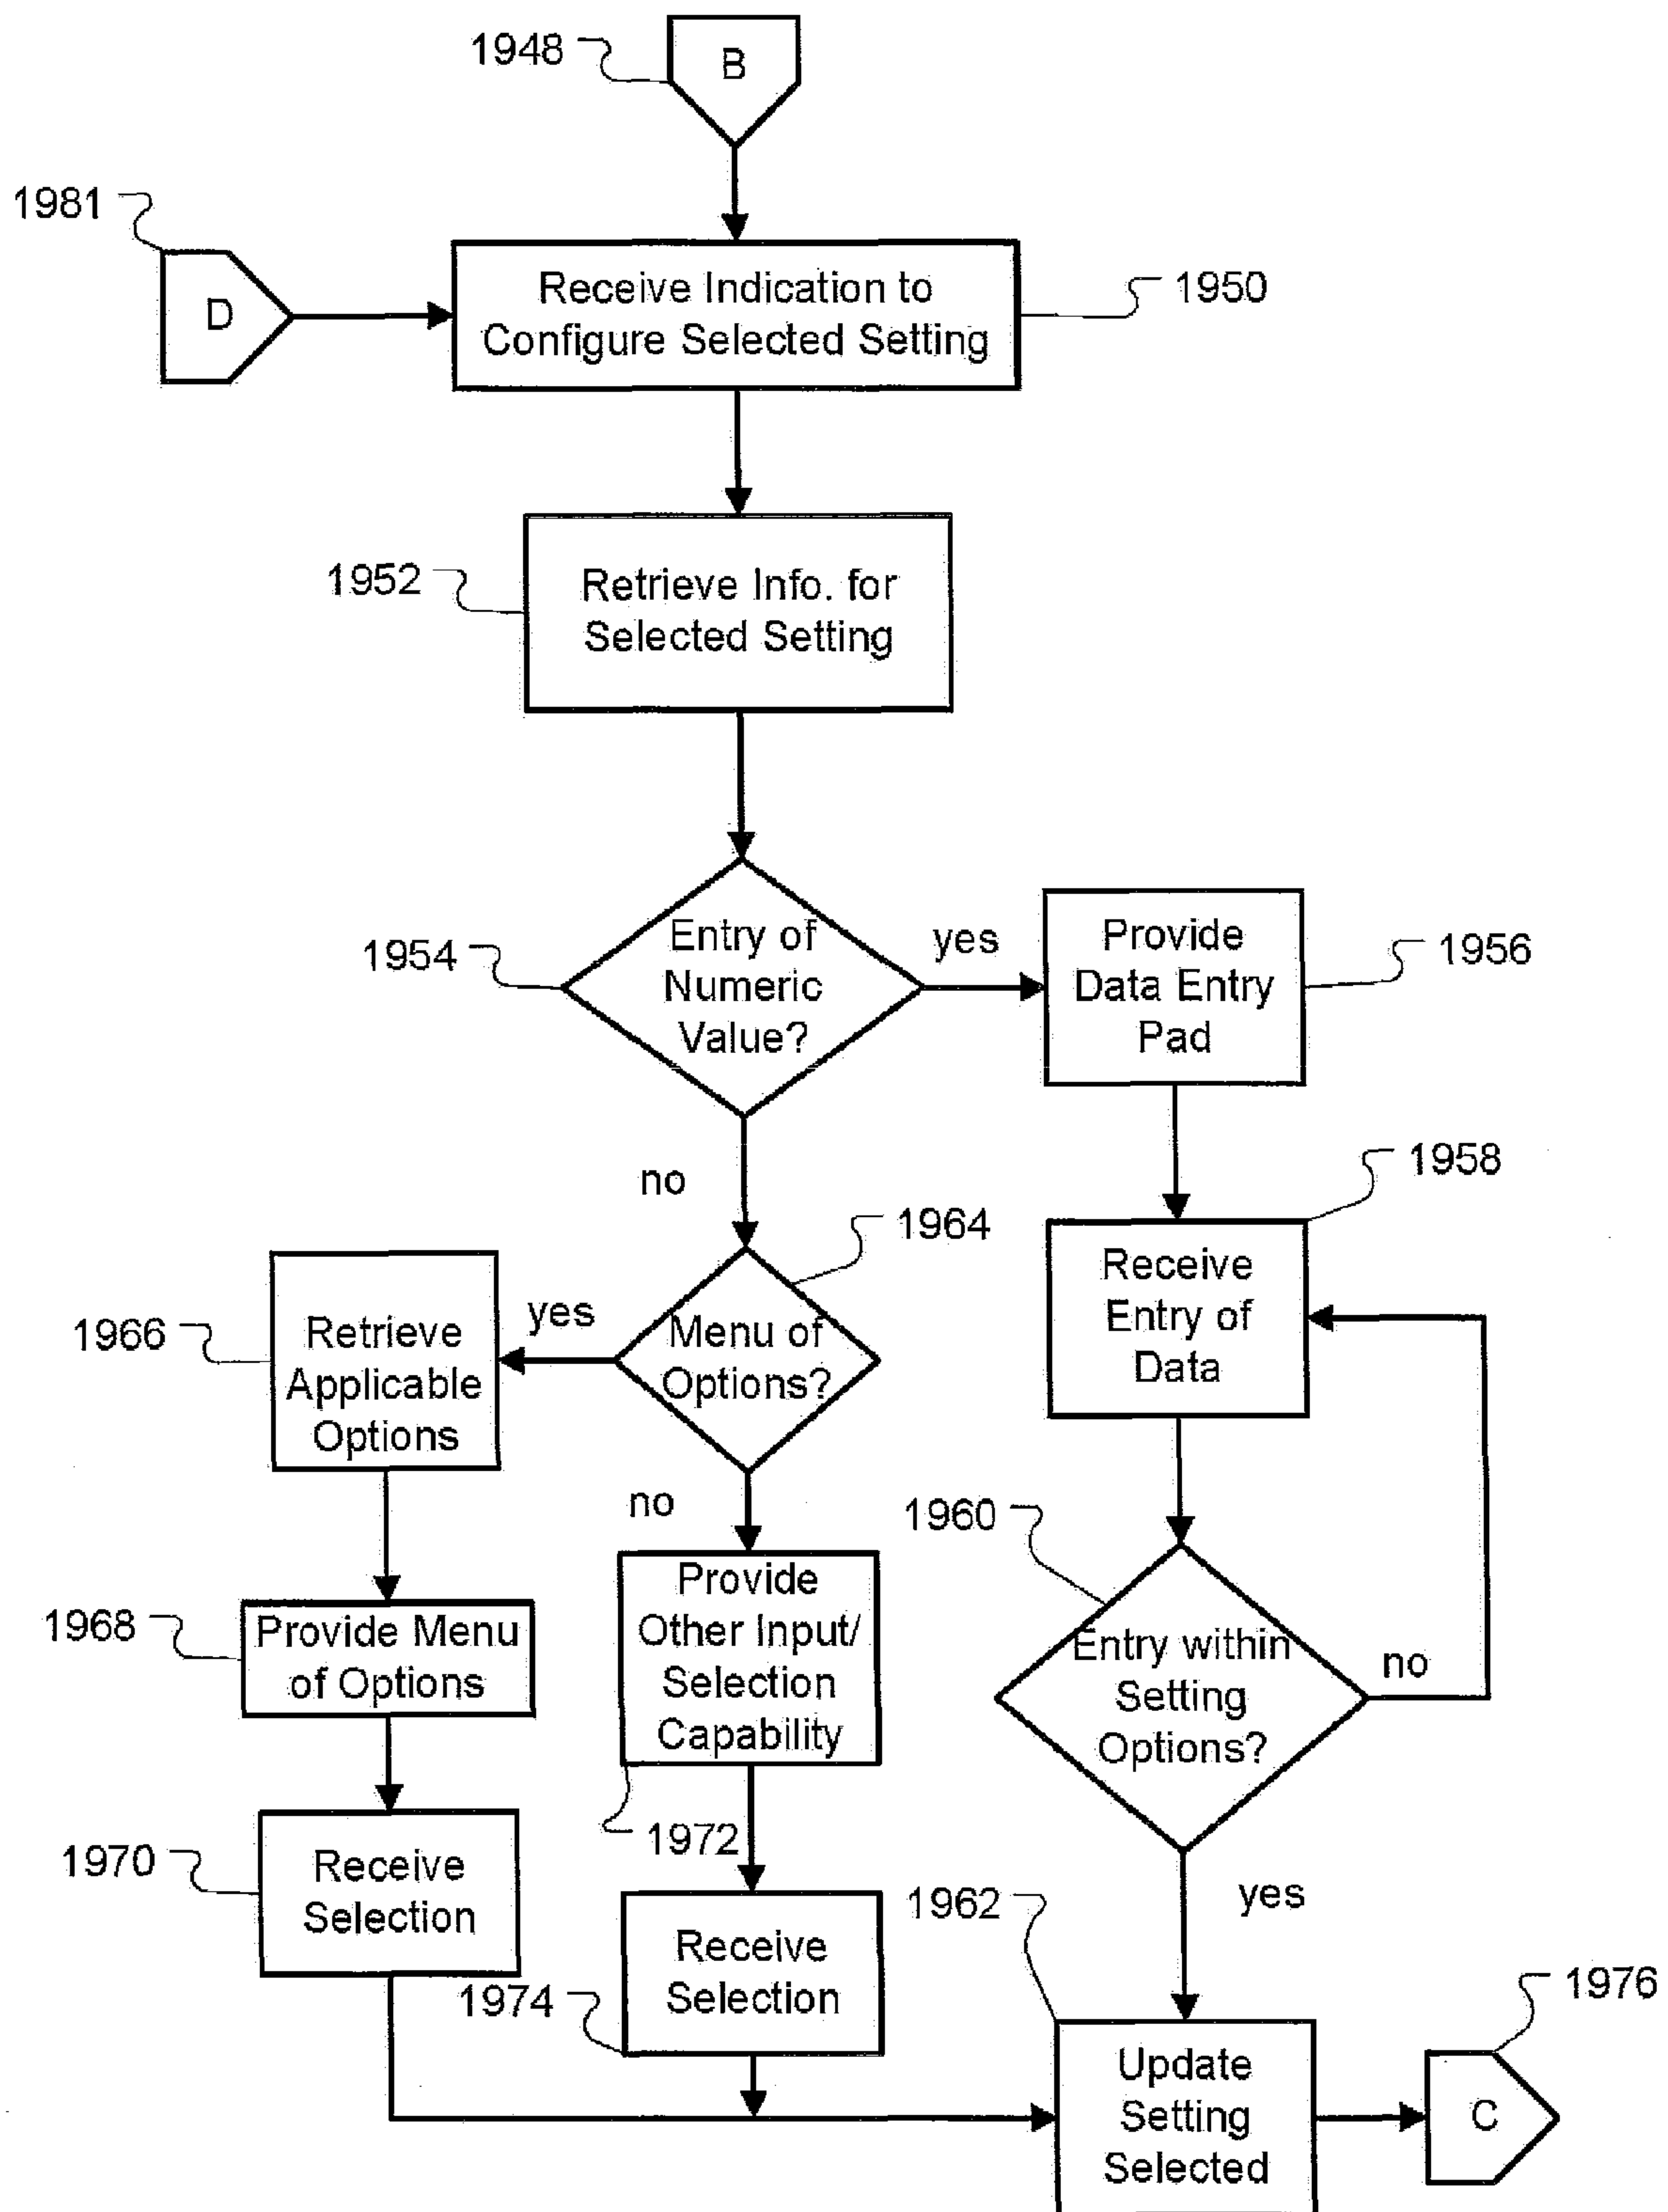 1948
B
1981
D
Receive Indication to
Configure Selected Setting
1950
1952
Retrieve Info. for
Selected Setting
1954
Entry of
Numeric
Value?
yes
Provide
Data Entry
Pad
1956
no
1958
Receive
Entry of
Data
1964
Menu of
Options?
yes
1966
Retrieve
Applicable
Options
no
1960
Entry within
Setting
Options?
no
1968
Provide Menu
of Options
Provide
Other Input/
Selection
Capability
1972
1970
Receive
Selection
yes
1962
1974
Receive
Selection
Update
Setting
Selected
1976
C